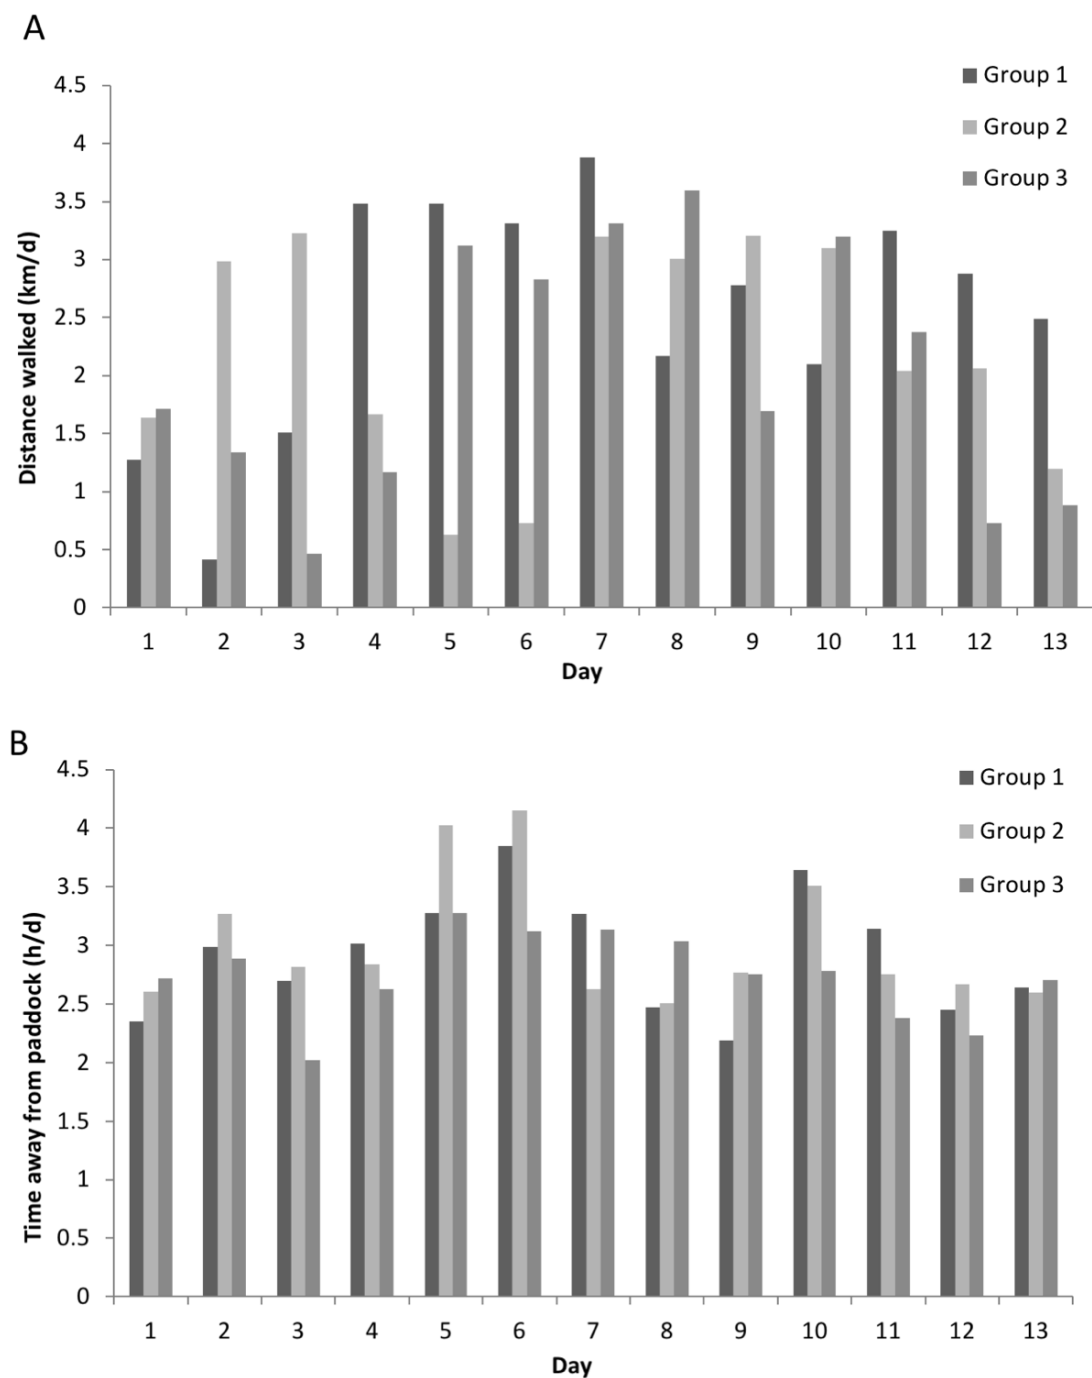 A
Group 1
Group 2
Group 3
4.5
4
3.5
3
2.5
2
1.5
1
0.5
0
Distance walked (km/d)
1 2 3 4 5 6 7 8 9 10 11 12 13
Day
B
Group 1
Group 2
Group 3
4.5
4
3.5
3
2.5
2
1.5
1
0.5
0
Time away from paddock (h/d)
1 2 3 4 5 6 7 8 9 10 11 12 13
Day